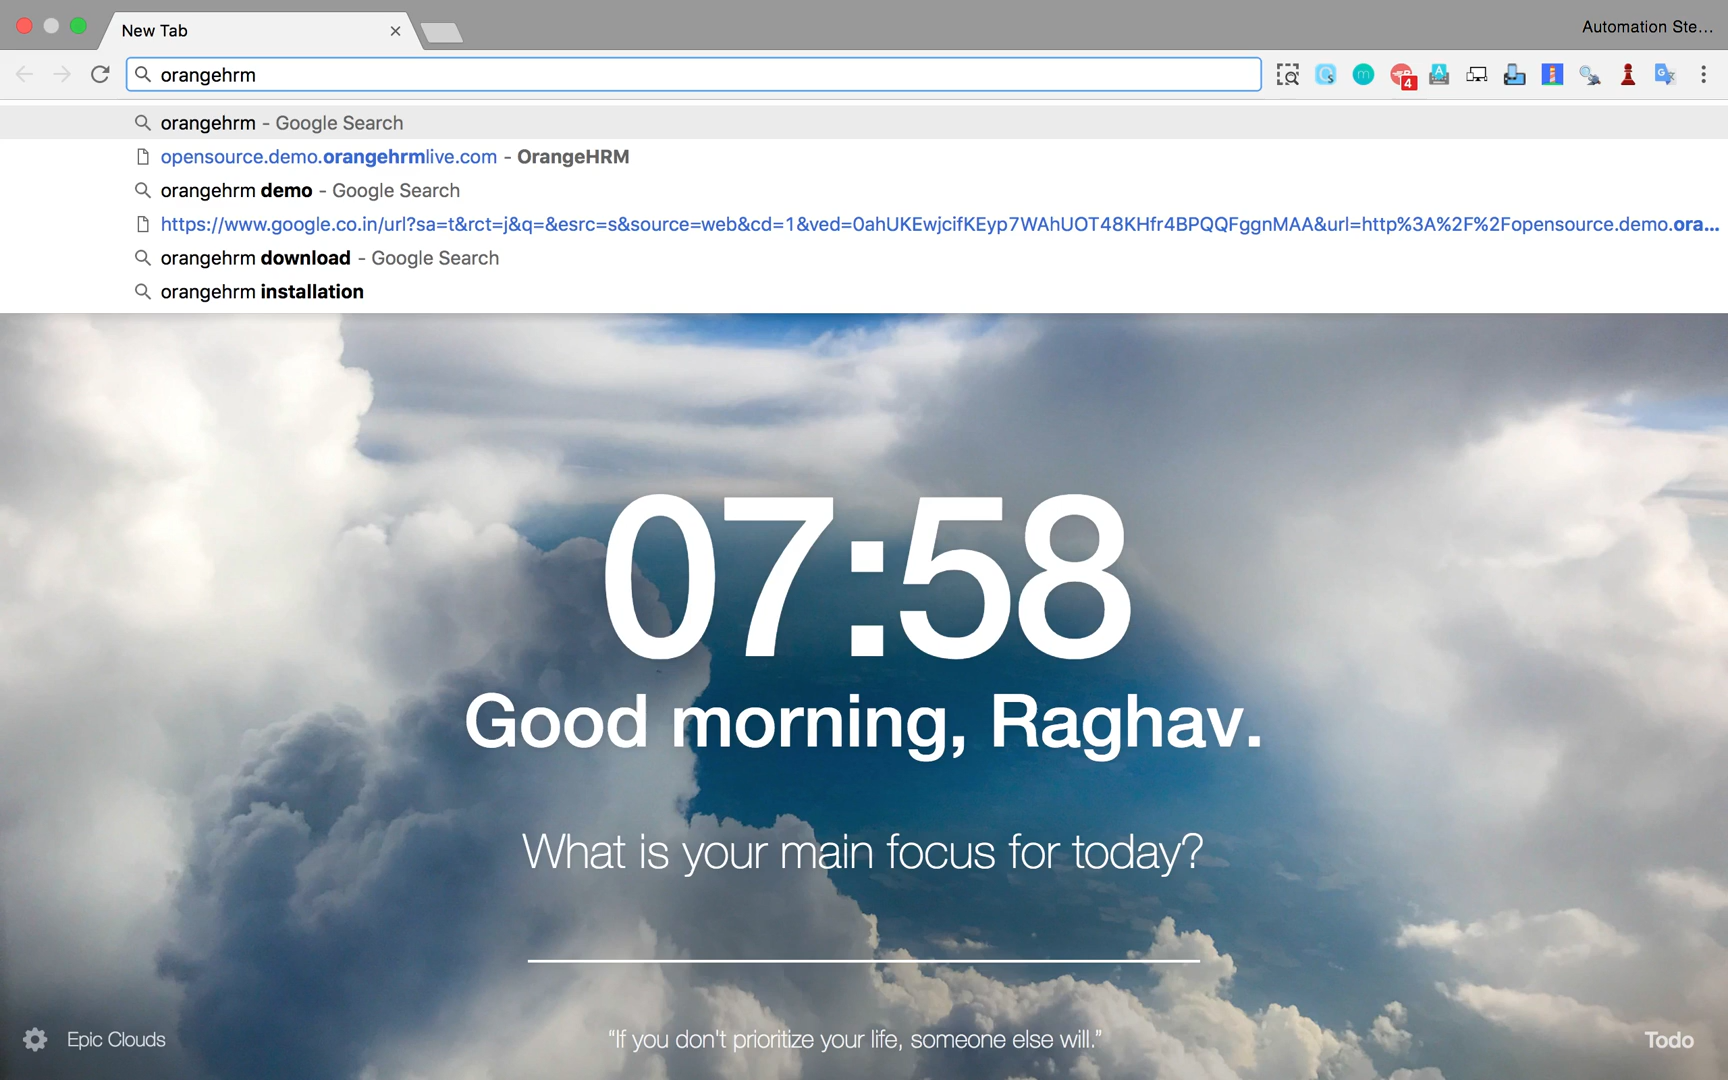 New Tab
Automation Ste...
orangehrm
4
orangehrm - Google Search
opensource.demo.orangehrmlive.com - OrangeHRM
orangehrm demo - Google Search
https://www.google.co.in/url?sa=t&rct=j&q=&esrc=s&source=web&cd=1&ved=0ahUKEwjcifKEyp7WAhUOT48KHfr4BPQQFggnMAA&url=http%3A%2F%2Fopensource.demo.ora...
orangehrm download - Google Search
orangehrm installation
07:58
Good morning, Raghav.
What is your main focus for today?
Epic Clouds
“If you don't prioritize your life, someone else will.”
Todo